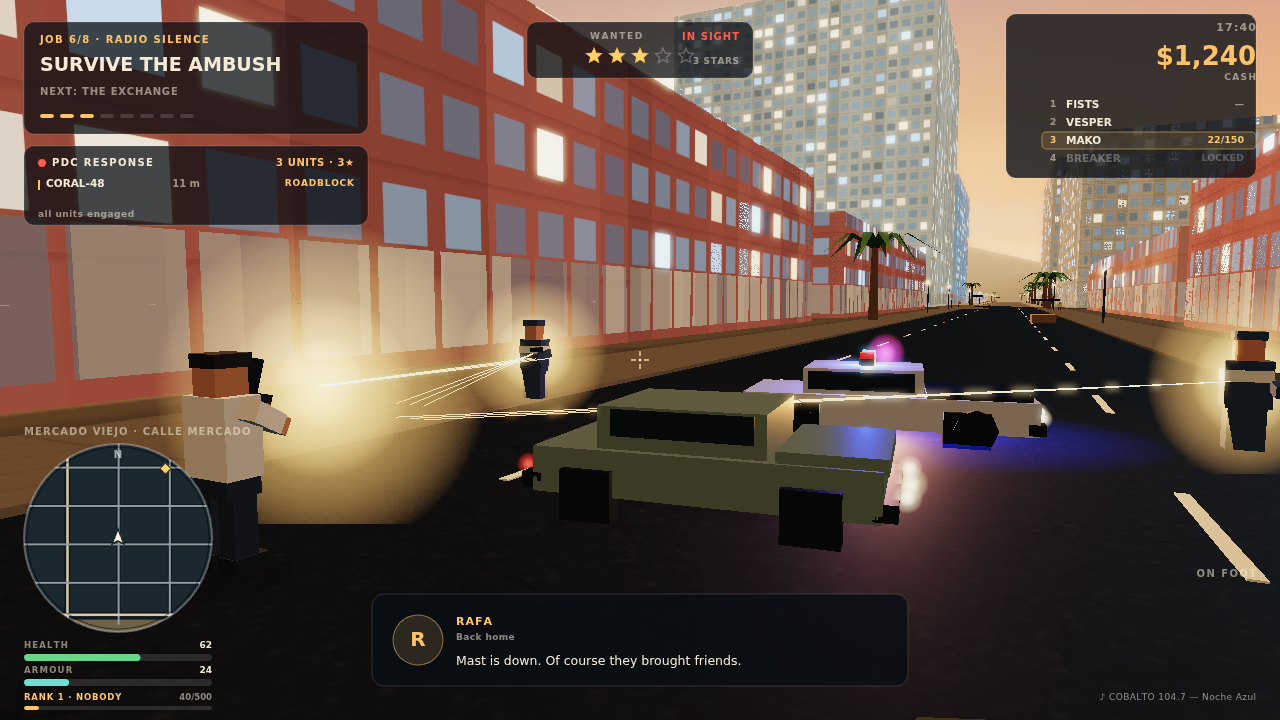 JOB 6/8 · RADIO SILENCE
SURVIVE THE AMBUSH
NEXT: THE EXCHANGE
PDC RESPONSE 3 UNITS · 3★
CORAL-48 11 m ROADBLOCK
all units engaged
WANTED IN SIGHT
3 STARS
17:40
$1,240
CASH
1 FISTS —
2 VESPER
3 MAKO 22/150
4 BREAKER LOCKED
MERCADO VIEJO · CALLE MERCADO
N
HEALTH 62
ARMOUR 24
RANK 1 · NOBODY 40/500
R
RAFA
Back home
Mast is down. Of course they brought friends.
ON FOOT
♪ COBALTO 104.7 — Noche Azul